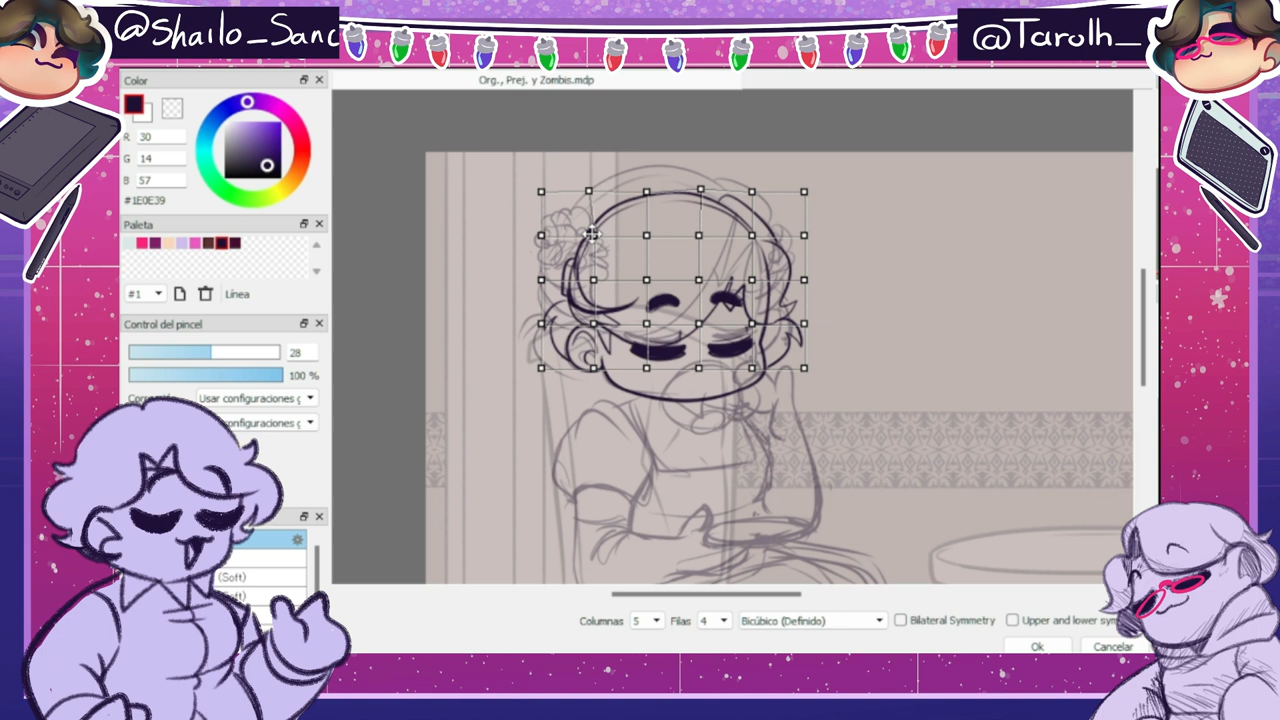 @Shailo_Sanc
@Tarolh_
Color
Org., Prej. y Zombis.mdp
R 30
G 14
B 57
#1E0E39
Paleta
#1 Línea
Control del pincel
28
100 %
Usar configuraciones g
configuraciones g
(Soft)
Columnas 5 Filas 4 Bicúbico (Definido) Bilateral Symmetry Upper and lower sym
Ok Cancelar